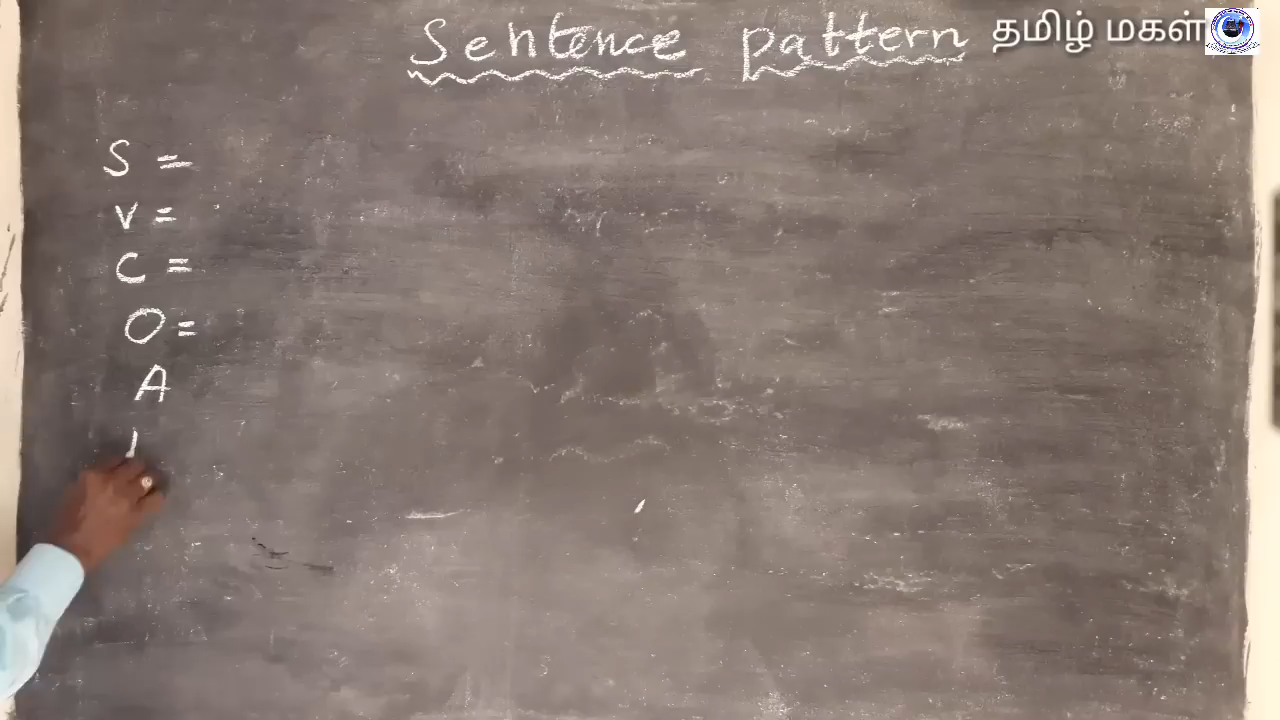 Sentence pattern
தமிழ் மகள்
S =
V =
C =
O =
A